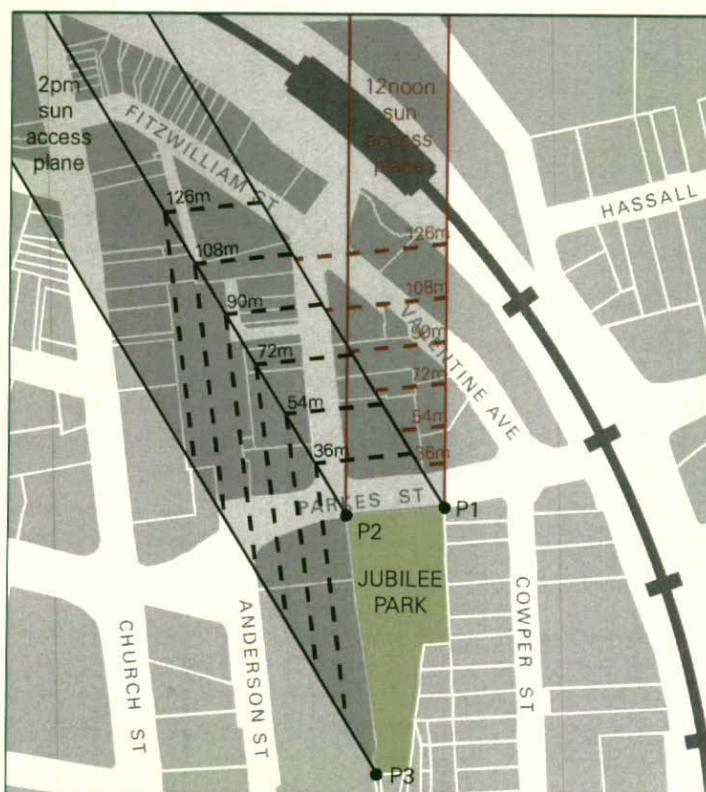 2pm
sun
access
plane
12noon
sun
access
plane
FITZWILLIAM ST
HASSALL
126m
126m
108m
108m
90m
90m
VALENTINE AVE
72m
72m
54m
54m
36m
36m
PARKES ST
P1
P2
JUBILEE
PARK
CHURCH ST
ANDERSON ST
COWPER ST
P3